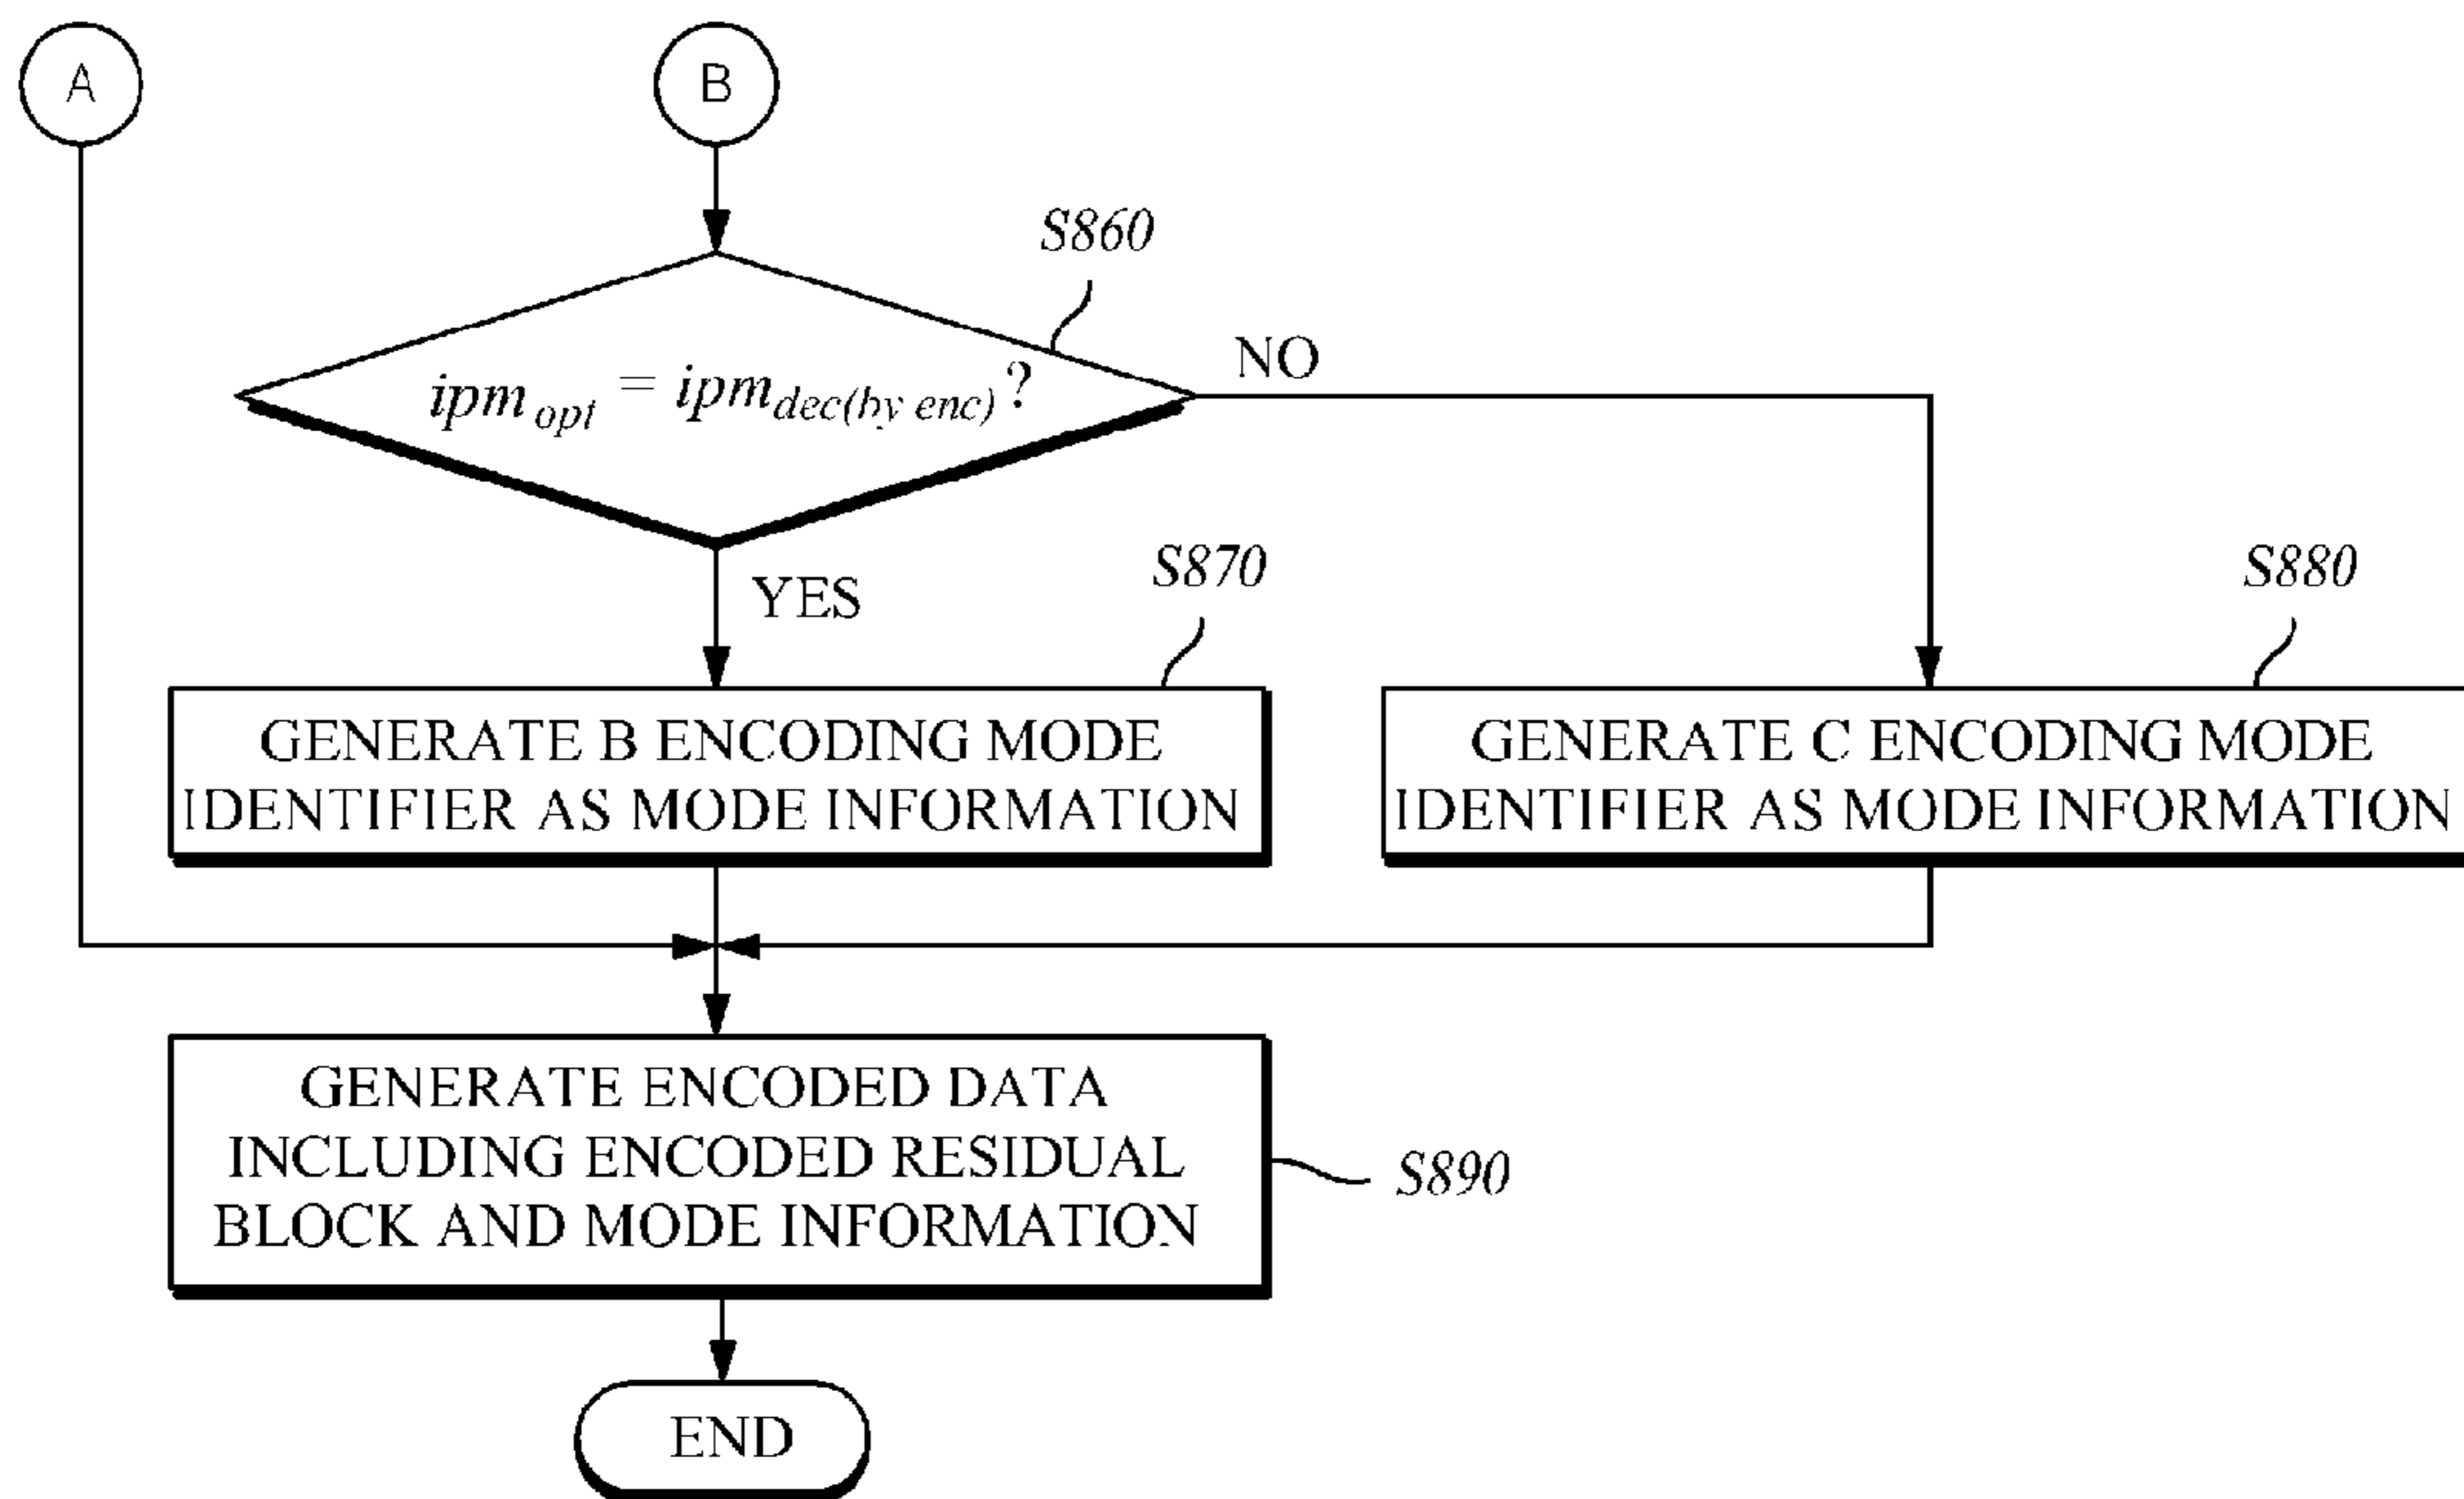 A
B
S860
ipm opt = ipm dec(by enc) ?
NO
YES
S870
S880
GENERATE B ENCODING MODE
IDENTIFIER AS MODE INFORMATION
GENERATE C ENCODING MODE
IDENTIFIER AS MODE INFORMATION
GENERATE ENCODED DATA
INCLUDING ENCODED RESIDUAL
BLOCK AND MODE INFORMATION
S890
END